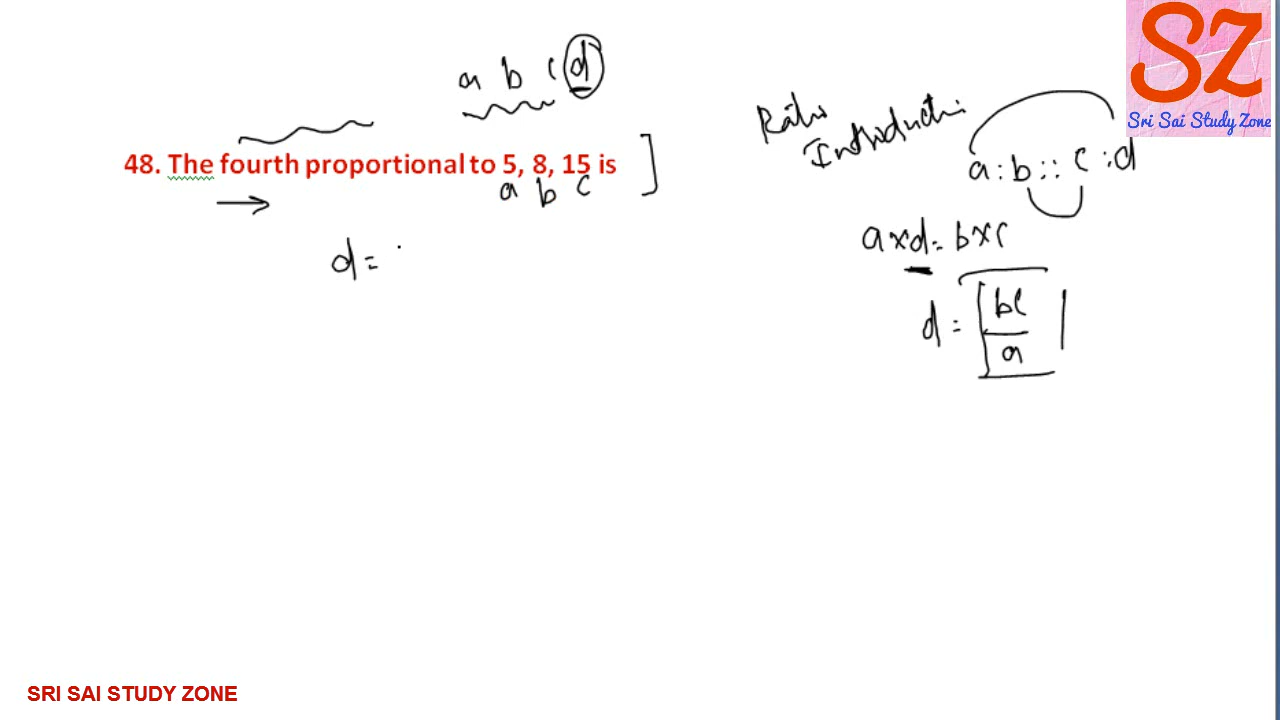 SZ
Sri Sai Study Zone
a b c d
Ratio
Introduction
48. The fourth proportional to 5, 8, 15 is
a b c
a : b :: c : d
a x d = b x c
d =
d = bc
a
SRI SAI STUDY ZONE